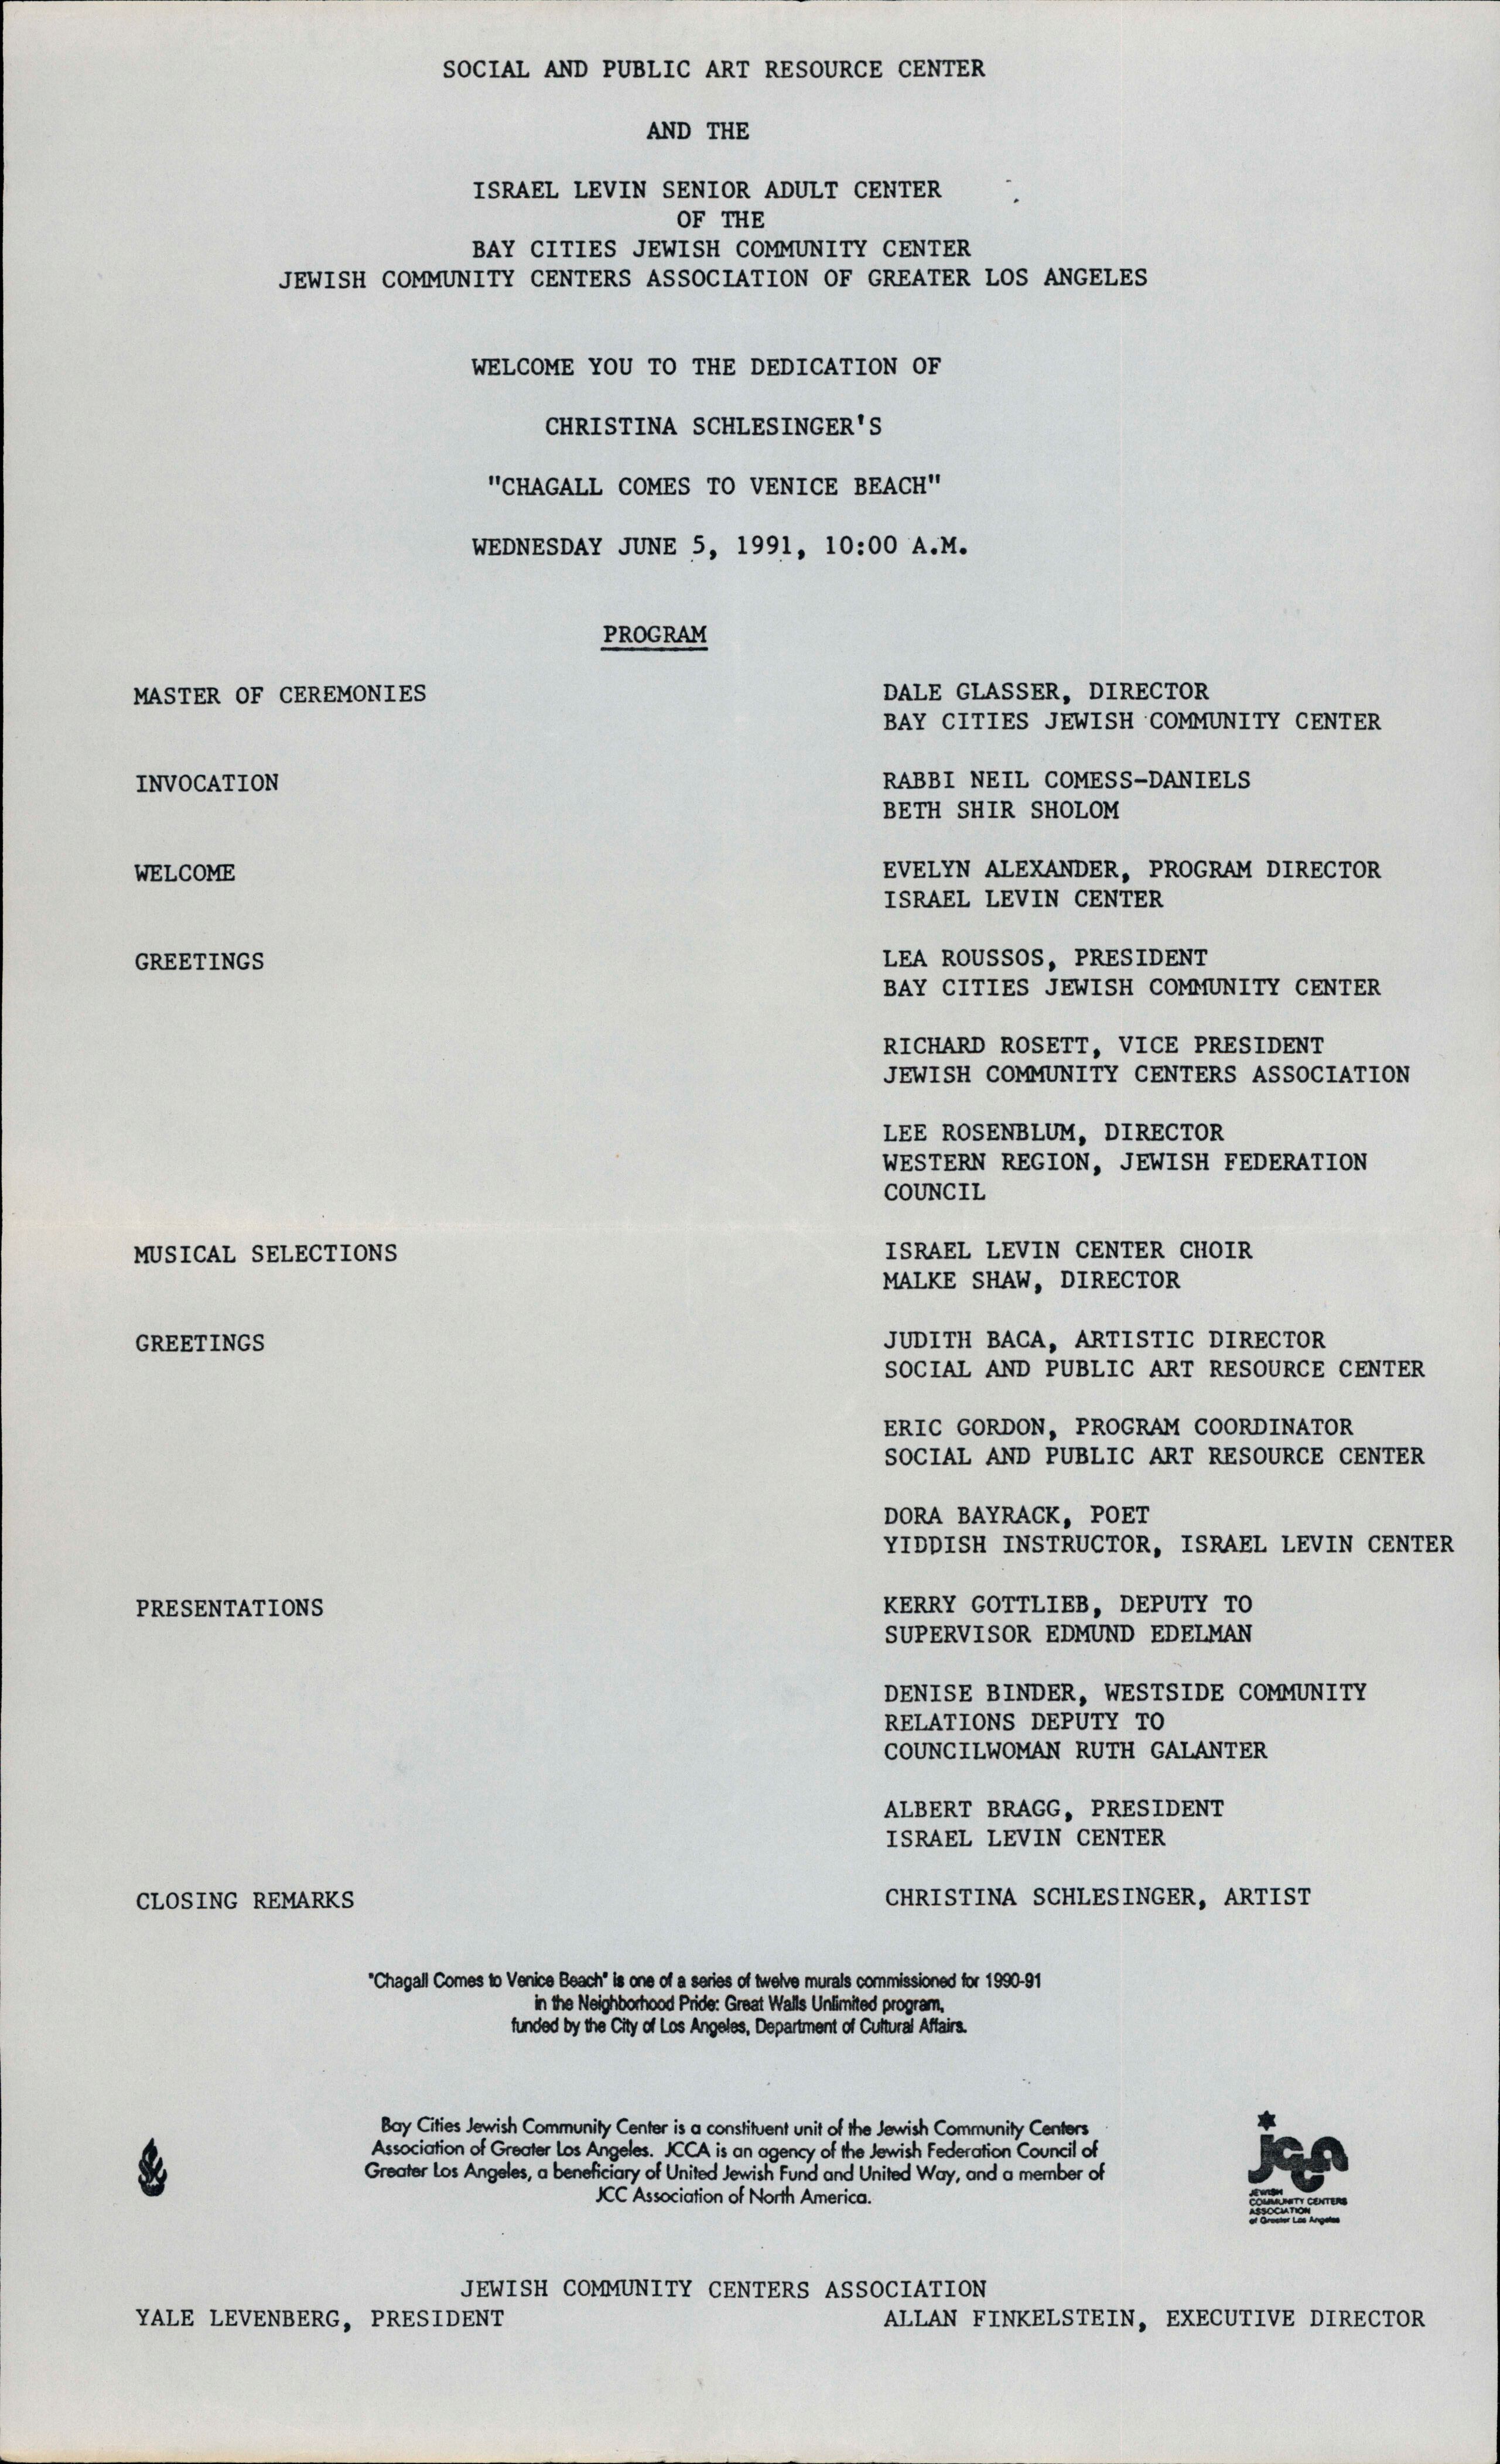 SOCIAL AND PUBLIC ART RESOURCE CENTER
AND THE
ISRAEL LEVIN SENIOR ADULT CENTER
OF THE
BAY CITIES JEWISH COMMUNITY CENTER
JEWISH COMMUNITY CENTERS ASSOCIATION OF GREATER LOS ANGELES
WELCOME YOU TO THE DEDICATION OF
CHRISTINA SCHLESINGER'S
"CHAGALL COMES TO VENICE BEACH"
WEDNESDAY JUNE 5, 1991, 10:00 A.M.
PROGRAM
MASTER OF CEREMONIES
DALE GLASSER, DIRECTOR
BAY CITIES JEWISH COMMUNITY CENTER
INVOCATION
RABBI NEIL COMESS-DANIELS
BETH SHIR SHOLOM
WELCOME
EVELYN ALEXANDER, PROGRAM DIRECTOR
ISRAEL LEVIN CENTER
GREETINGS
LEA ROUSSOS, PRESIDENT
BAY CITIES JEWISH COMMUNITY CENTER
RICHARD ROSETT, VICE PRESIDENT
JEWISH COMMUNITY CENTERS ASSOCIATION
LEE ROSENBLUM, DIRECTOR
WESTERN REGION, JEWISH FEDERATION
COUNCIL
MUSICAL SELECTIONS
ISRAEL LEVIN CENTER CHOIR
MALKE SHAW, DIRECTOR
GREETINGS
JUDITH BACA, ARTISTIC DIRECTOR
SOCIAL AND PUBLIC ART RESOURCE CENTER
ERIC GORDON, PROGRAM COORDINATOR
SOCIAL AND PUBLIC ART RESOURCE CENTER
DORA BAYRACK, POET
YIDDISH INSTRUCTOR, ISRAEL LEVIN CENTER
PRESENTATIONS
KERRY GOTTLIEB, DEPUTY TO
SUPERVISOR EDMUND EDELMAN
DENISE BINDER, WESTSIDE COMMUNITY
RELATIONS DEPUTY TO
COUNCILWOMAN RUTH GALANTER
ALBERT BRAGG, PRESIDENT
ISRAEL LEVIN CENTER
CLOSING REMARKS
CHRISTINA SCHLESINGER, ARTIST
"Chagall Comes to Venice Beach" is one of a series of twelve murals commissioned for 1990-91
in the Neighborhood Pride: Great Walls Unlimited program,
funded by the City of Los Angeles, Department of Cultural Affairs.
Bay Cities Jewish Community Center is a constituent unit of the Jewish Community Centers
Association of Greater Los Angeles. JCCA is an agency of the Jewish Federation Council of
Greater Los Angeles, a beneficiary of United Jewish Fund and United Way, and a member of
JCC Association of North America.
jcca
JEWISH
COMMUNITY CENTERS
ASSOCIATION
of Greater Los Angeles
JEWISH COMMUNITY CENTERS ASSOCIATION
YALE LEVENBERG, PRESIDENT
ALLAN FINKELSTEIN, EXECUTIVE DIRECTOR